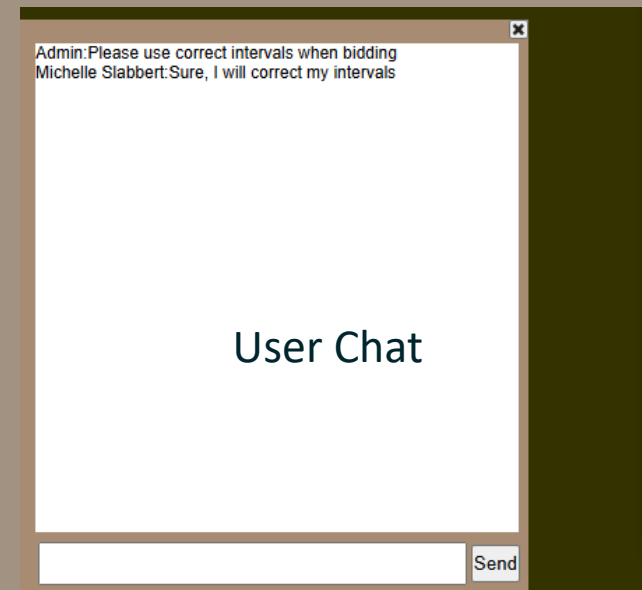 Admin:Please use correct intervals when bidding
Michelle Slabbert:Sure, I will correct my intervals
User Chat
Send